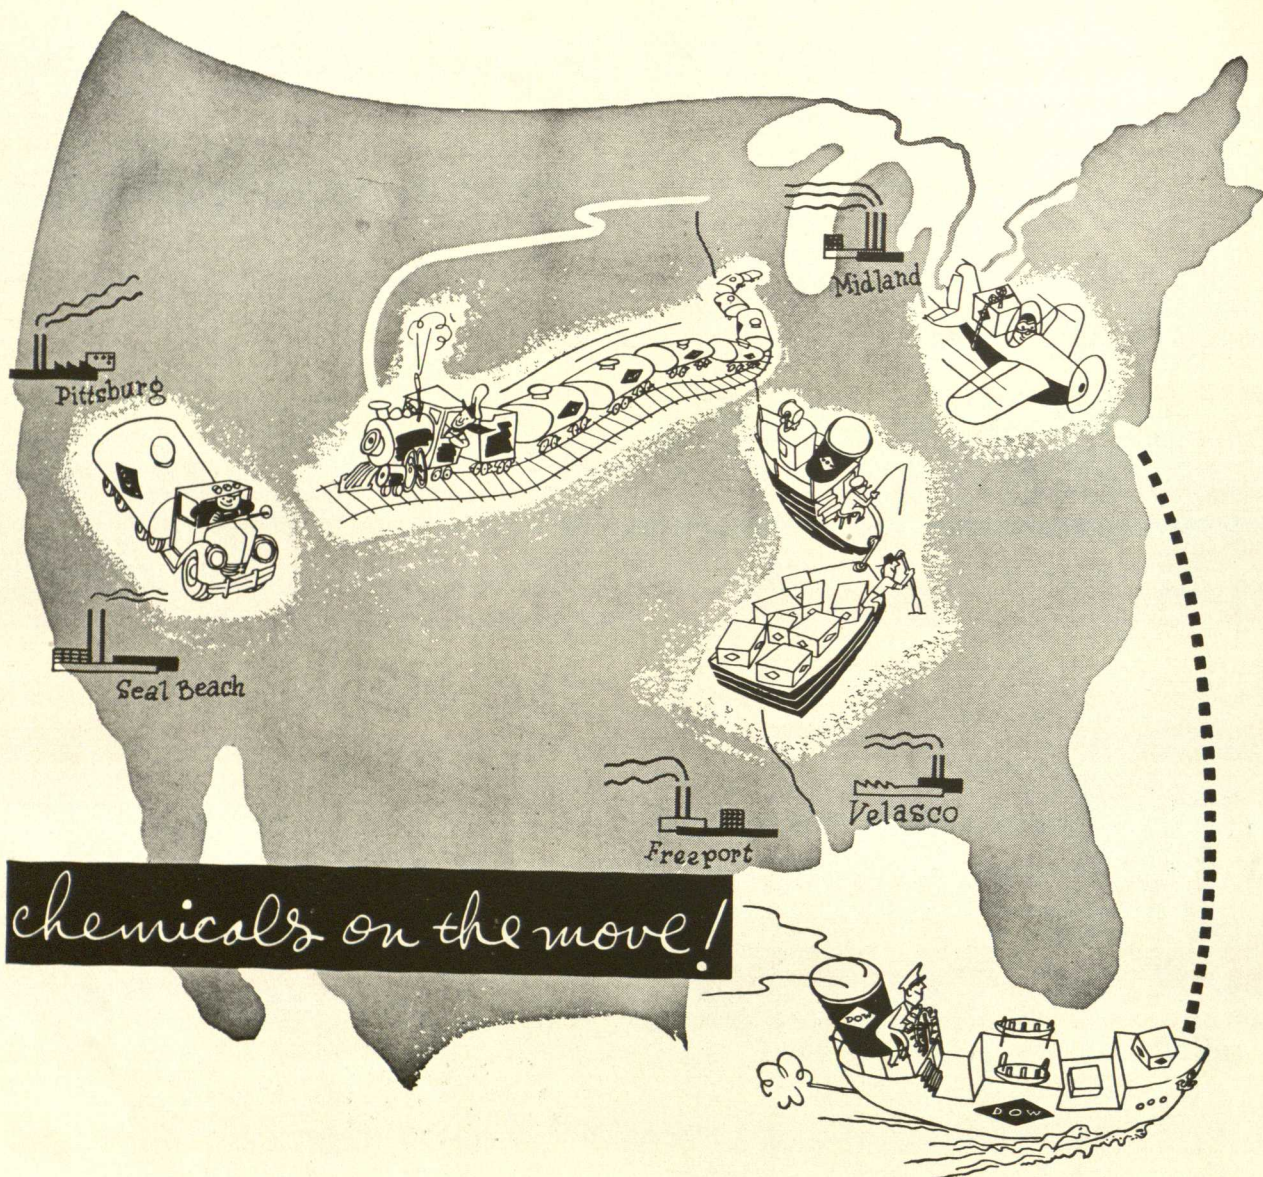 Midland
Pittsburg
Seal Beach
Velasco
Freeport
chemicals on the move!
DOW
DOW